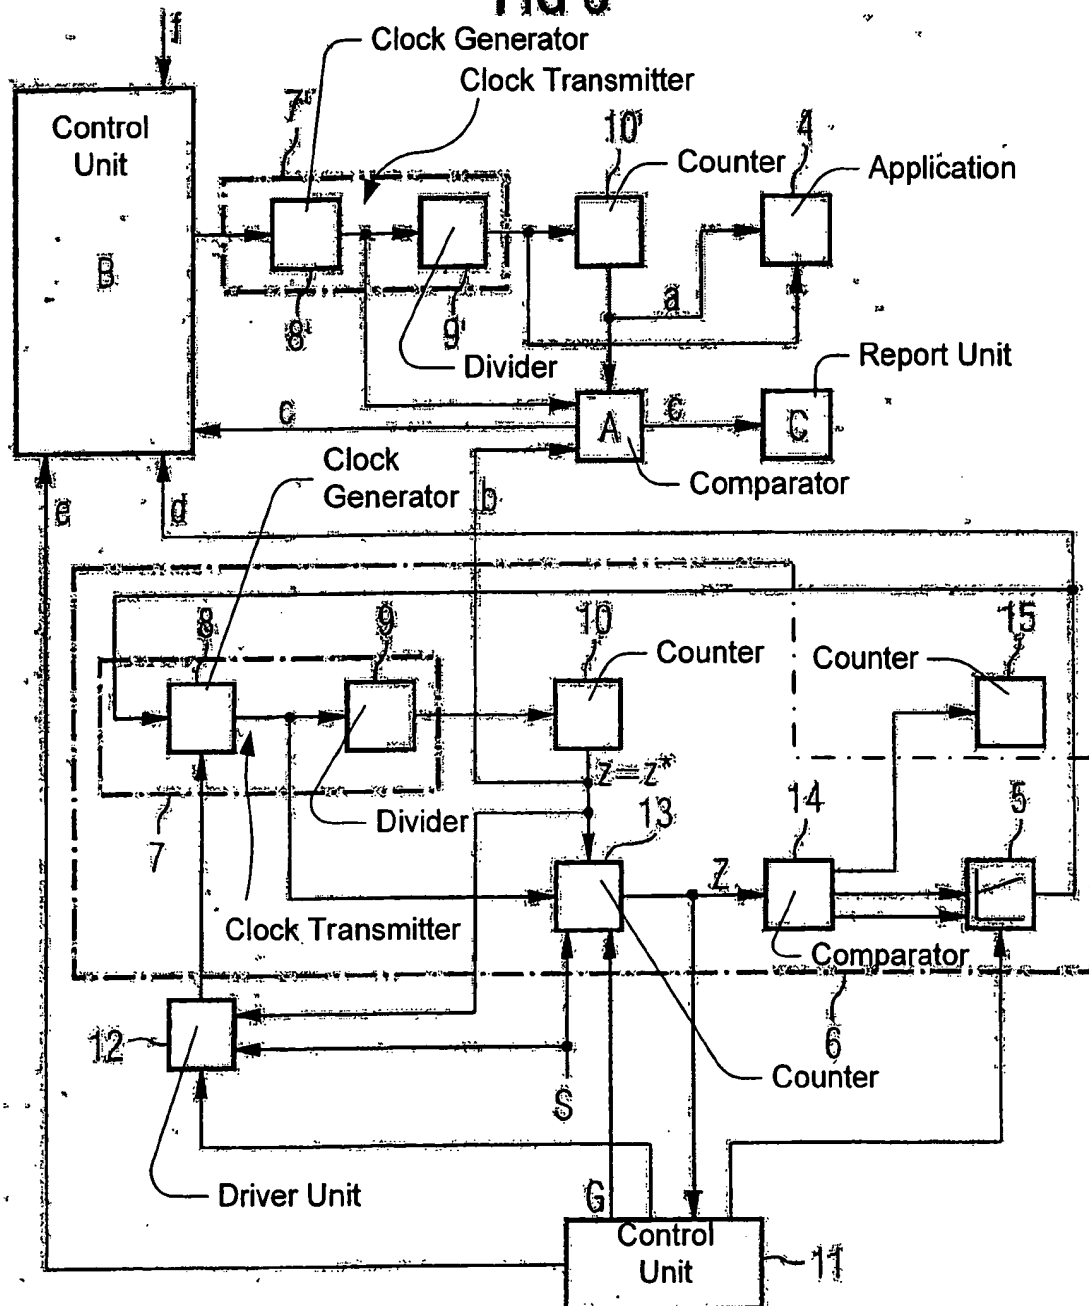 f
Clock Generator
Clock Transmitter
Control
Unit
B
7'
10'
4
Counter
Application
8'
9'
a
Divider
Report Unit
c
A
c
C
Comparator
Clock
Generator
b
e
d
8
9
10
15
Counter
Counter
z=z*
13
14
5
Divider
7
Z
Clock Transmitter
Comparator
12
6
Counter
S
Driver Unit
G
Control
Unit
11